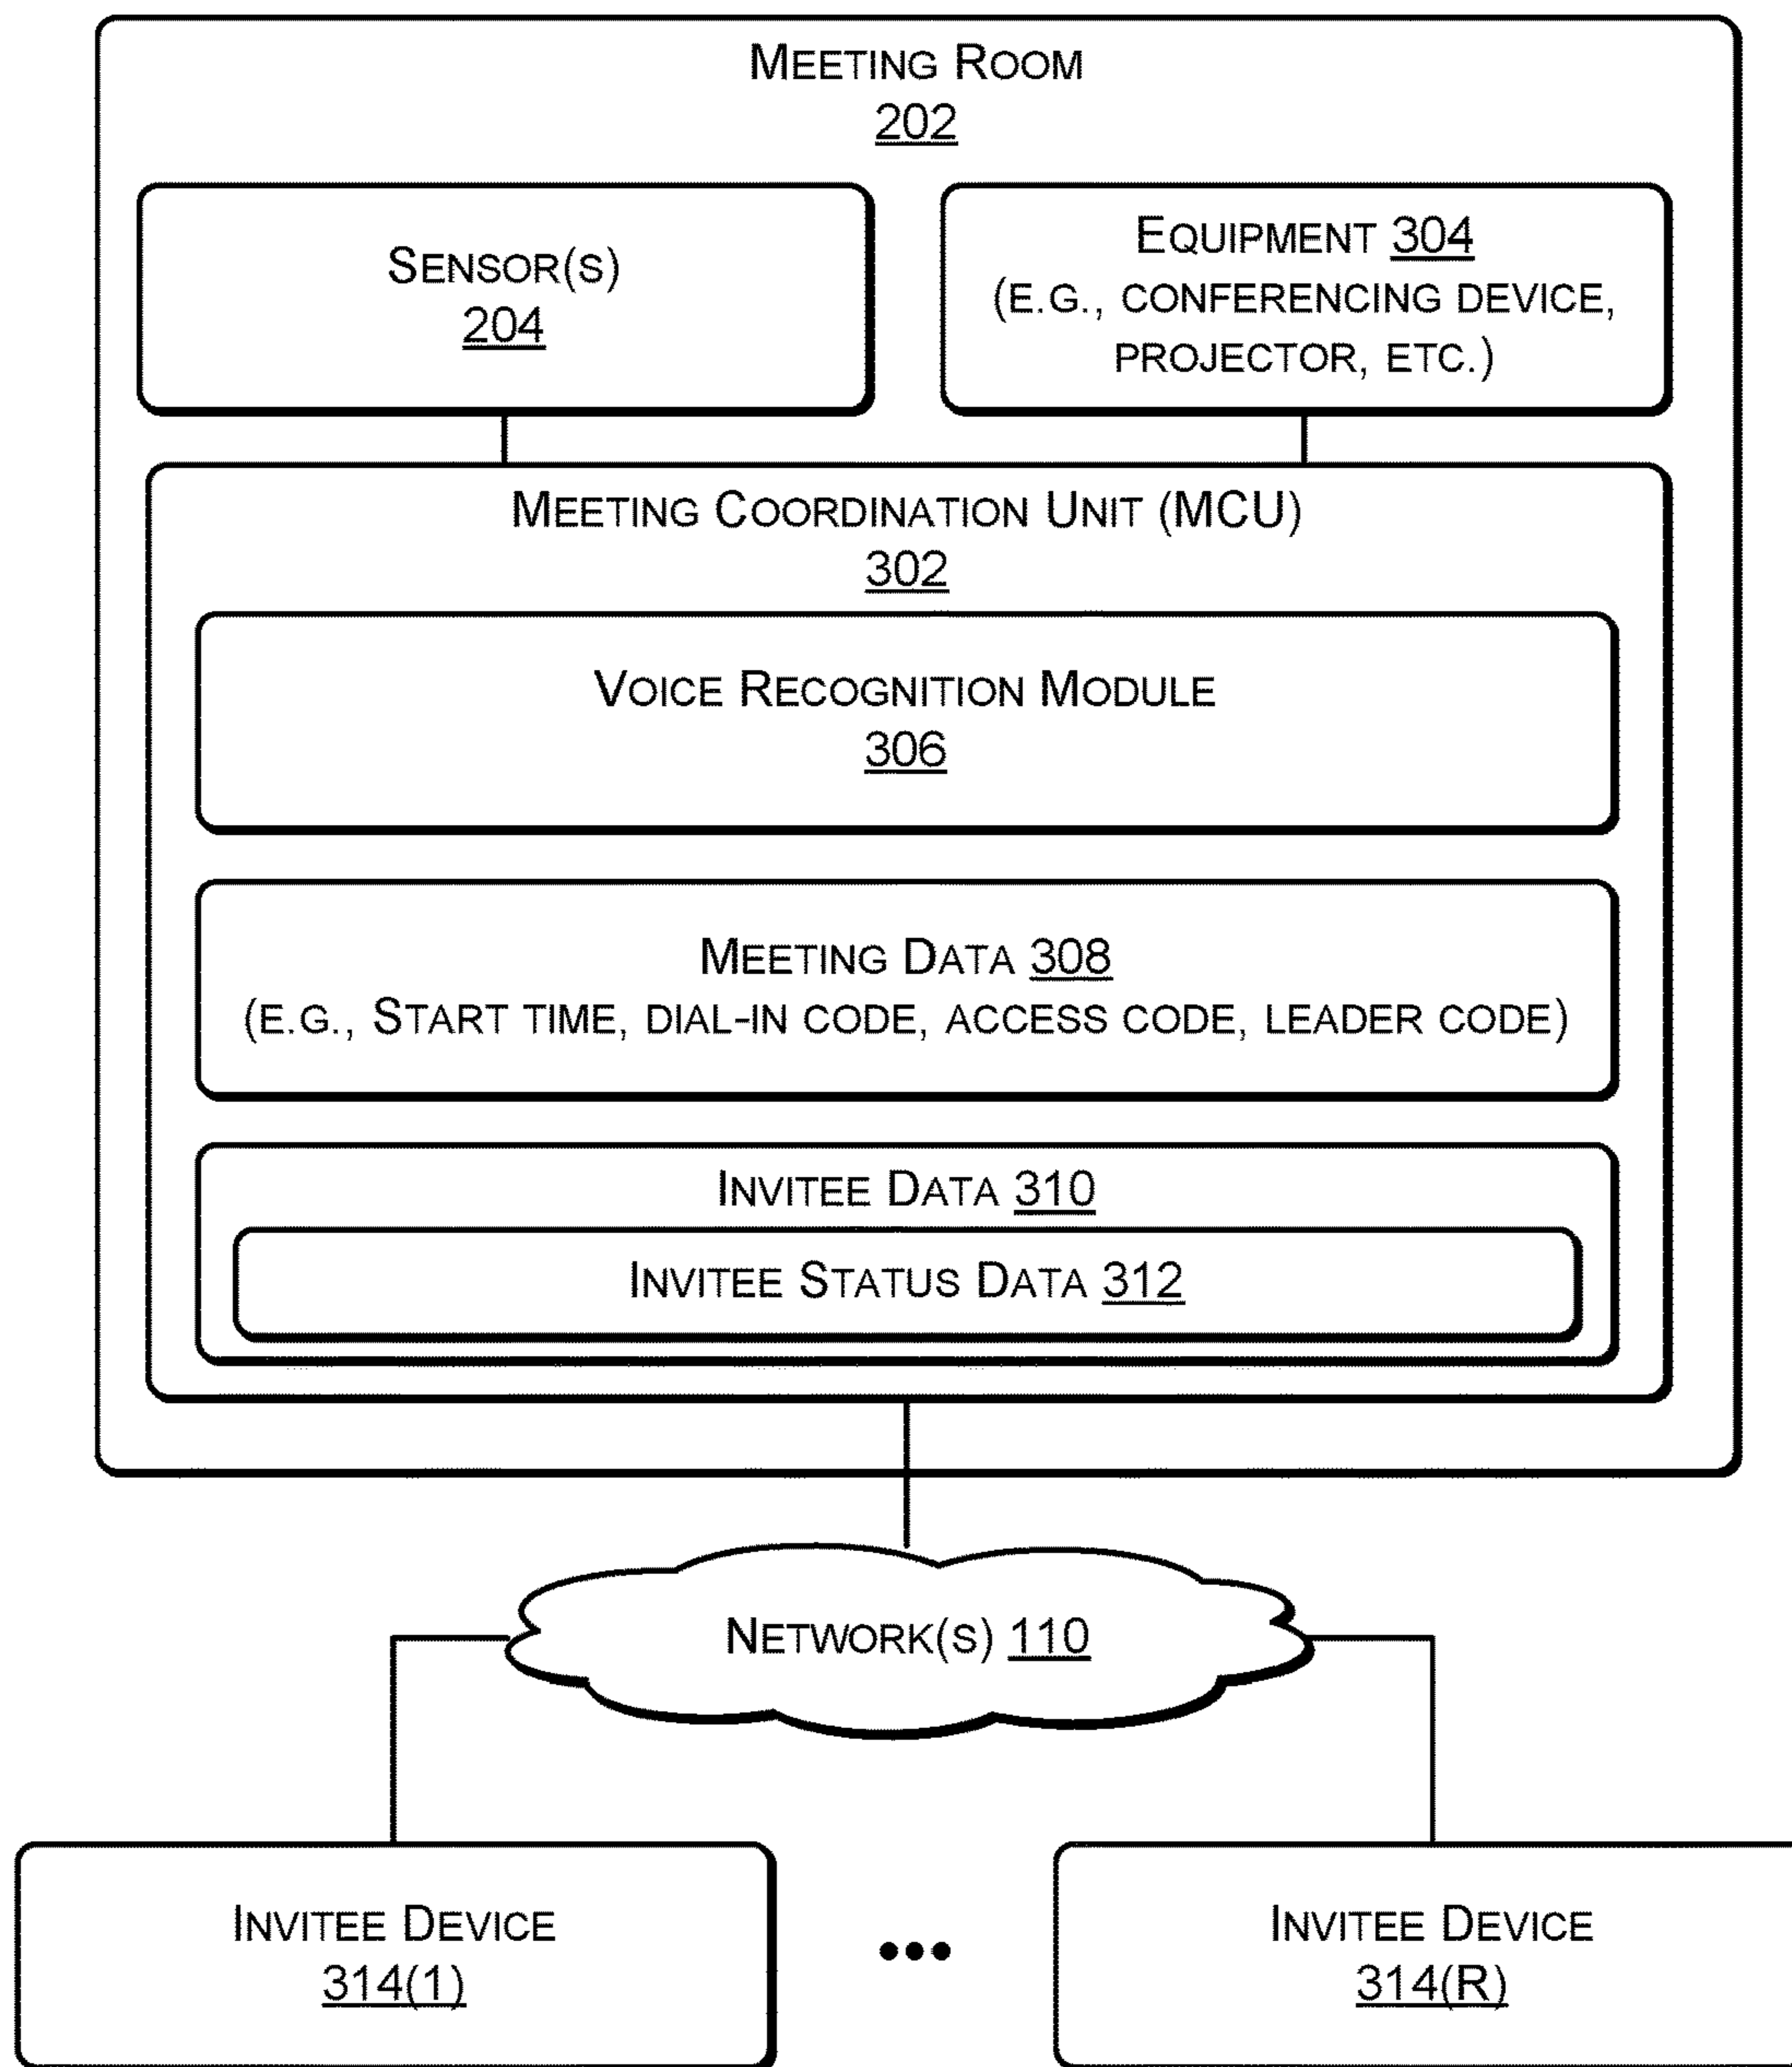 MEETING ROOM
202
SENSOR(S)
204
EQUIPMENT 304
(E.G., CONFERENCING DEVICE,
PROJECTOR, ETC.)
MEETING COORDINATION UNIT (MCU)
302
VOICE RECOGNITION MODULE
306
MEETING DATA 308
(E.G., START TIME, DIAL-IN CODE, ACCESS CODE, LEADER CODE)
INVITEE DATA 310
INVITEE STATUS DATA 312
NETWORK(S) 110
INVITEE DEVICE
314(1)
•••
INVITEE DEVICE
314(R)